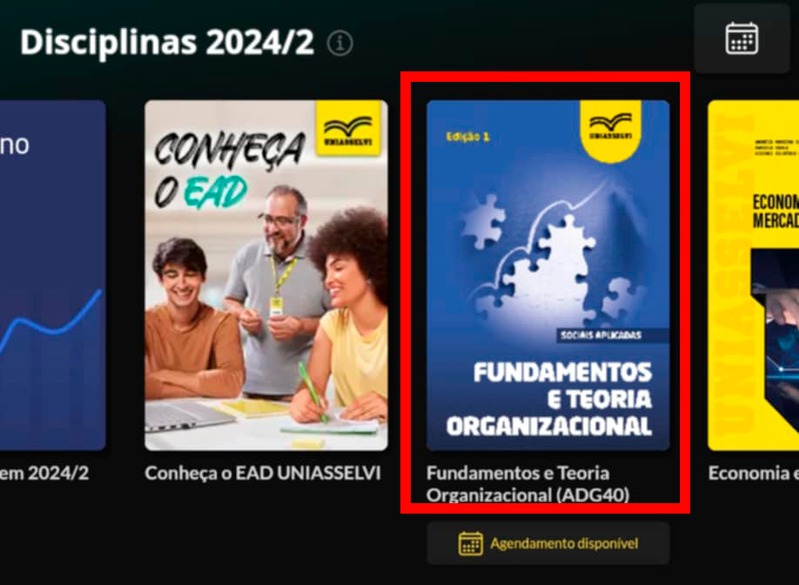 Disciplinas 2024/2
no
em 2024/2
CONHEÇA
O EAD
UNIASSELVI
Conheça o EAD UNIASSELVI
Edição 1
UNIASSELVI
SOCIAIS APLICADAS
FUNDAMENTOS
E TEORIA
ORGANIZACIONAL
Fundamentos e Teoria
Organizacional (ADG40)
Agendamento disponível
UNIASSELVI
ECONOM
MERCAD
Economia e